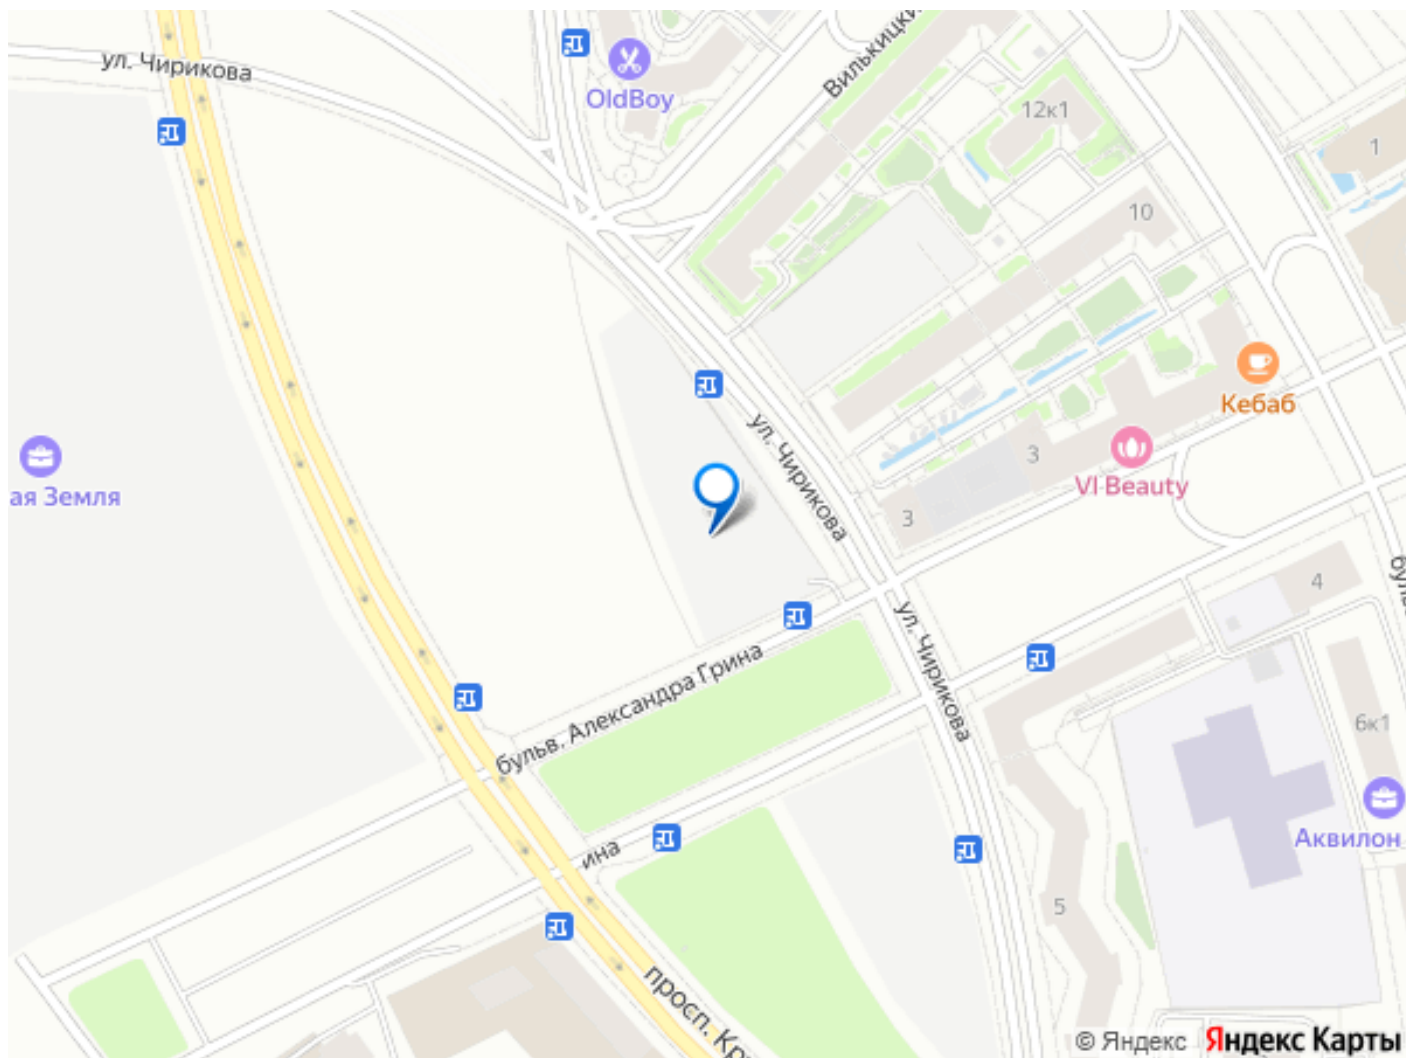 ул. Чирикова
OldBoy
Вилькицки
12к1
1
10
Кебаб
ул. Чирикова
3
VI Beauty
ая Земля
3
4
ул. Чирикова
бульв. Александра Грина
6к1
Аквилон
ина
5
просп. Кр
© Яндекс Яндекс Карты